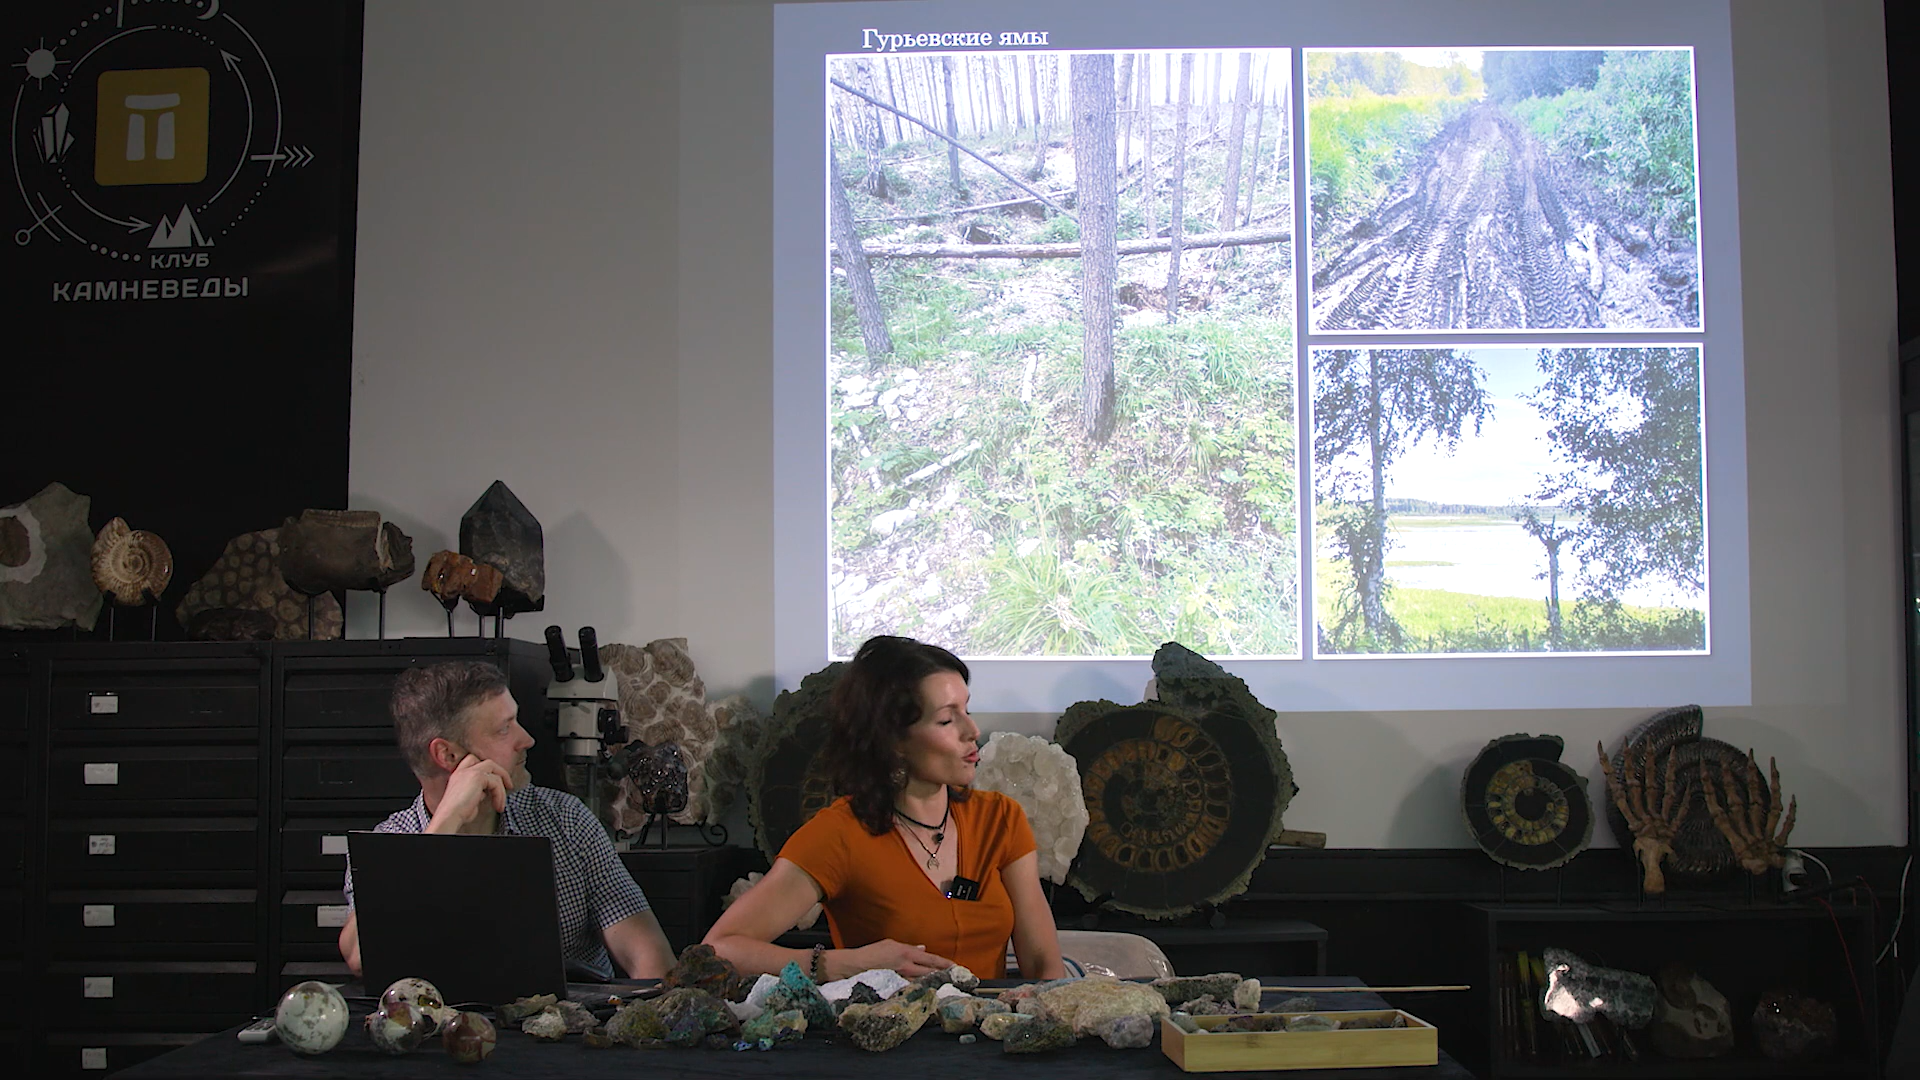 Гурьевские ямы
П
КЛУБ
КАМНЕВЕДЫ